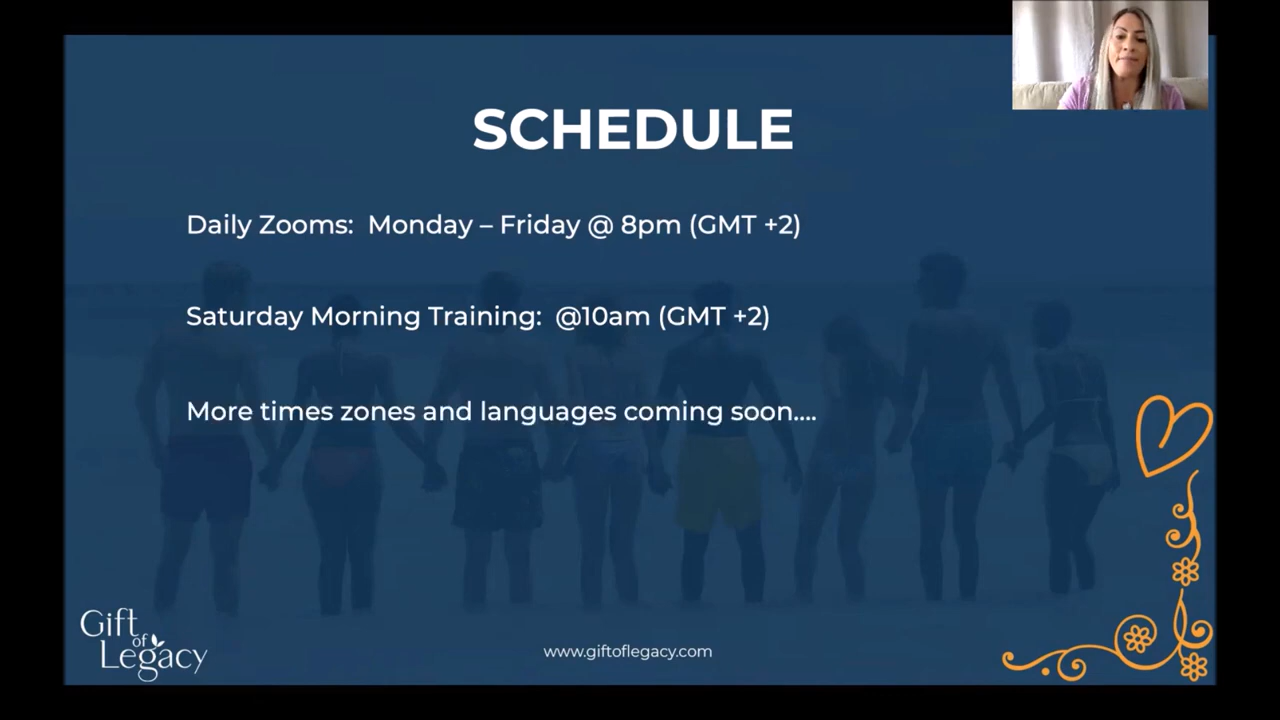 SCHEDULE
Daily Zooms:  Monday – Friday @ 8pm (GMT +2)
Saturday Morning Training:  @10am (GMT +2)
More times zones and languages coming soon....
Gift
of
Legacy
www.giftoflegacy.com